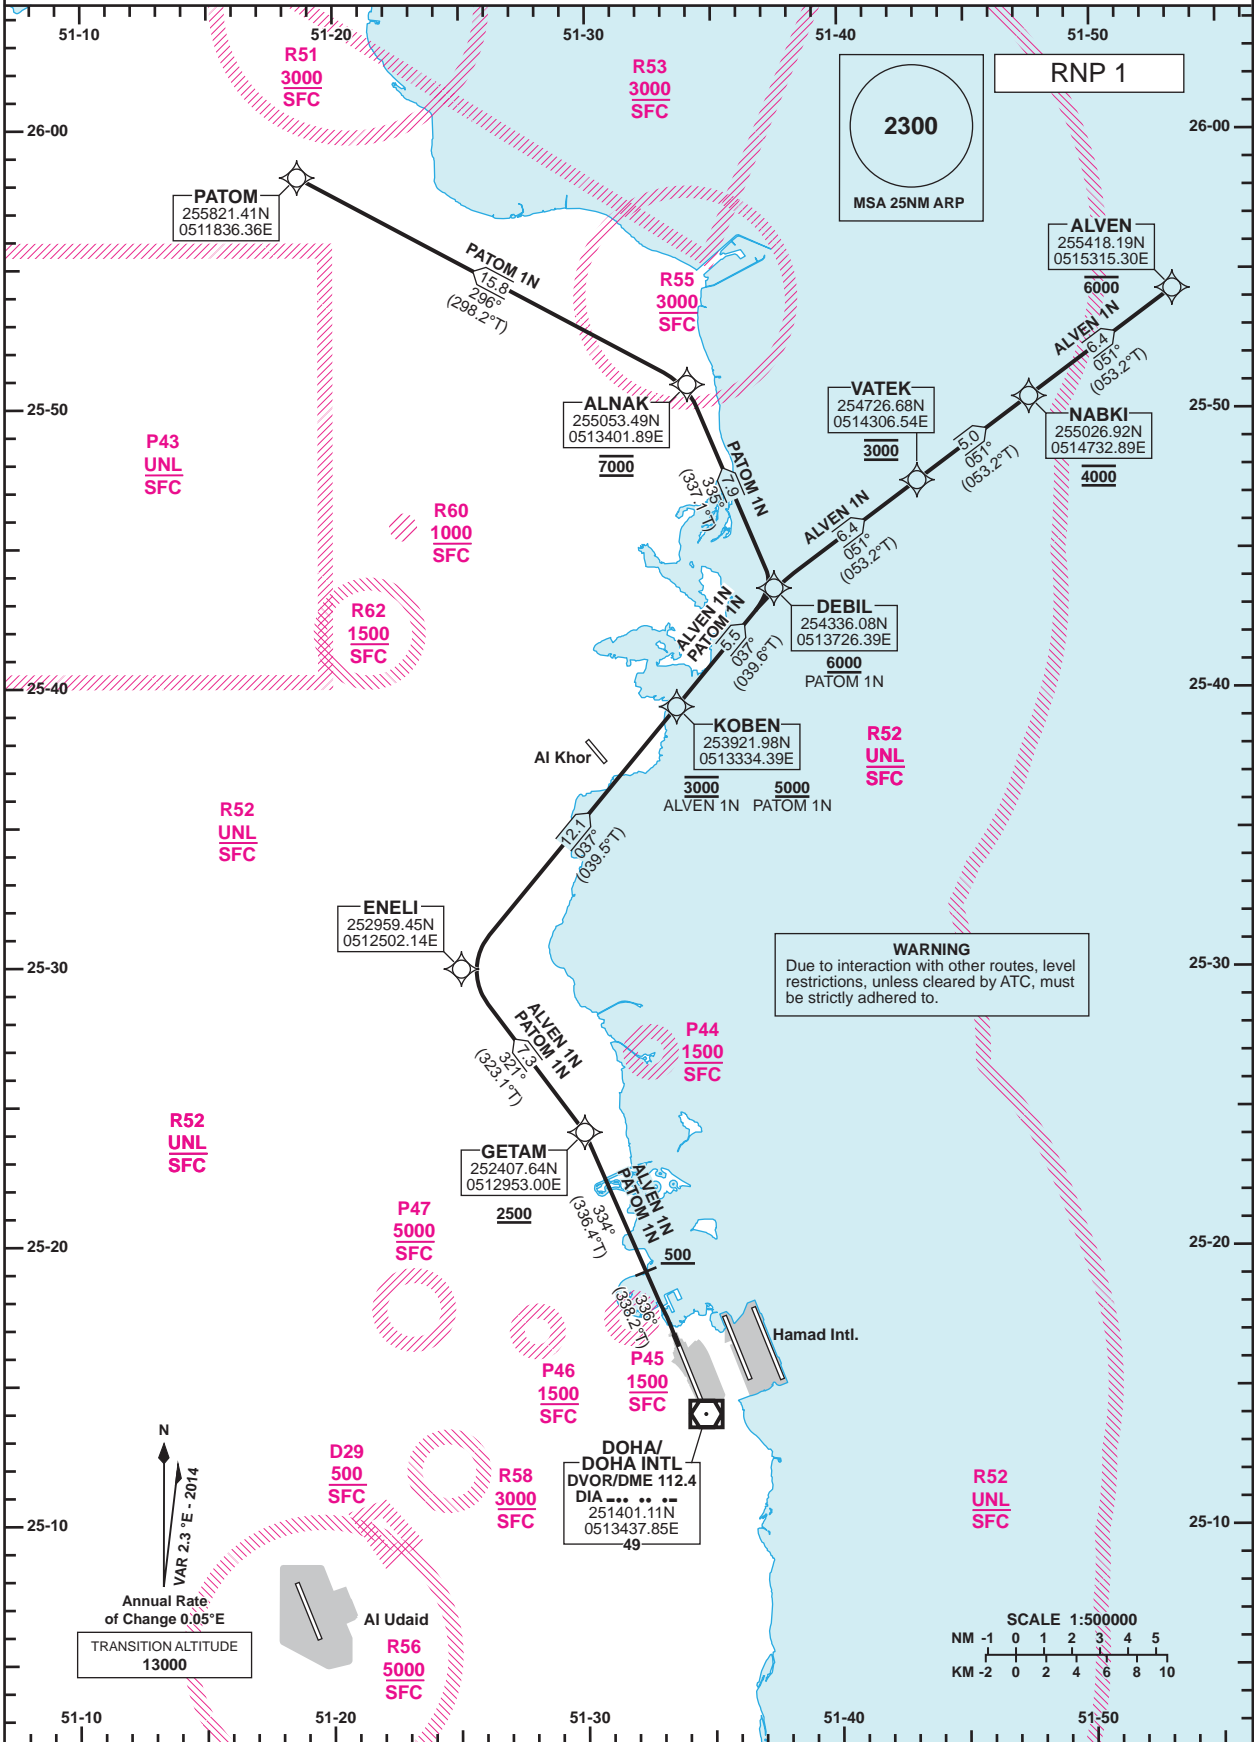 51-10
51-20
51-30
51-40
51-50
R51
3000
SFC
R53
3000
SFC
RNP 1
2300
MSA 25NM ARP
26-00
26-00
PATOM
255821.41N
0511836.36E
ALVEN
255418.19N
0515315.30E
6000
PATOM 1N
15.8
296°
(298.2°T)
R55
3000
SFC
ALVEN 1N
6.4
051°
(053.2°T)
VATEK
254726.68N
0514306.54E
3000
ALNAK
255053.49N
0513401.89E
7000
25-50
25-50
NABKI
255026.92N
0514732.89E
4000
5.0
051°
(053.2°T)
P43
UNL
SFC
PATOM 1N
7.9
335°
(337.1°T)
R60
1000
SFC
ALVEN 1N
6.4
051°
(053.2°T)
R62
1500
SFC
ALVEN 1N
PATOM 1N
5.5
037°
(039.6°T)
DEBIL
254336.08N
0513726.39E
6000
PATOM 1N
25-40
25-40
KOBEN
253921.98N
0513334.39E
3000
ALVEN 1N
5000
PATOM 1N
Al Khor
R52
UNL
SFC
R52
UNL
SFC
12.1
037°
(039.5°T)
ENELI
252959.45N
0512502.14E
WARNING
Due to interaction with other routes, level
restrictions, unless cleared by ATC, must
be strictly adhered to.
25-30
25-30
ALVEN 1N
PATOM 1N
7.3
321°
(323.1°T)
P44
1500
SFC
R52
UNL
SFC
GETAM
252407.64N
0512953.00E
2500
ALVEN 1N
PATOM 1N
334°
(336.4°T)
P47
5000
SFC
25-20
25-20
500
336°
(338.2°T)
Hamad Intl.
P46
1500
SFC
P45
1500
SFC
N
VAR 2.3 °E - 2014
Annual Rate
of Change 0.05°E
TRANSITION ALTITUDE
13000
D29
500
SFC
R58
3000
SFC
DOHA/
DOHA INTL
DVOR/DME 112.4
DIA
251401.11N
0513437.85E
49
R52
UNL
SFC
25-10
25-10
Al Udaid
R56
5000
SFC
SCALE 1:500000
NM -1 0 1 2 3 4 5
KM -2 0 2 4 6 8 10
51-10
51-20
51-30
51-40
51-50